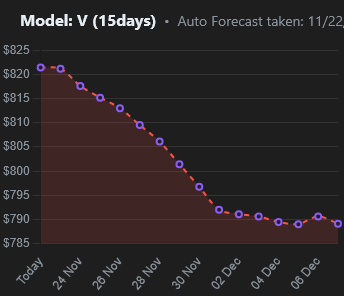 Model: V (15days) • Auto Forecast taken: 11/22,
$825
$820
$815
$810
$805
$800
$795
$790
$785
Today
24 Nov
26 Nov
28 Nov
30 Nov
02 Dec
04 Dec
06 Dec